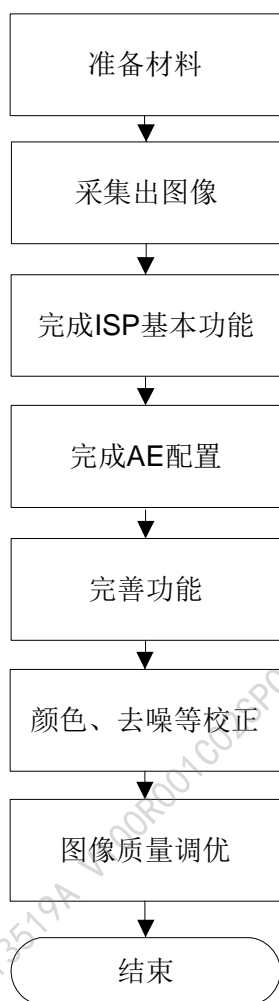 准备材料
采集出图像
完成ISP基本功能
完成AE配置
完善功能
颜色、去噪等校正
图像质量调优
结束